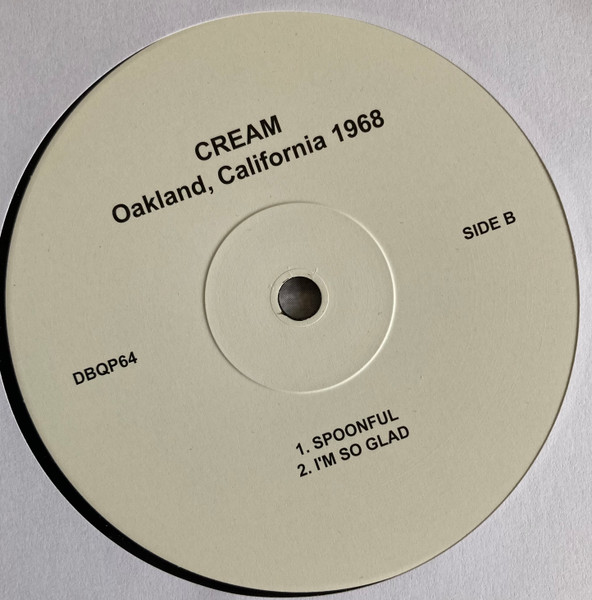 CREAM
Oakland, California 1968
SIDE B
DBQP64
1. SPOONFUL
2. I'M SO GLAD